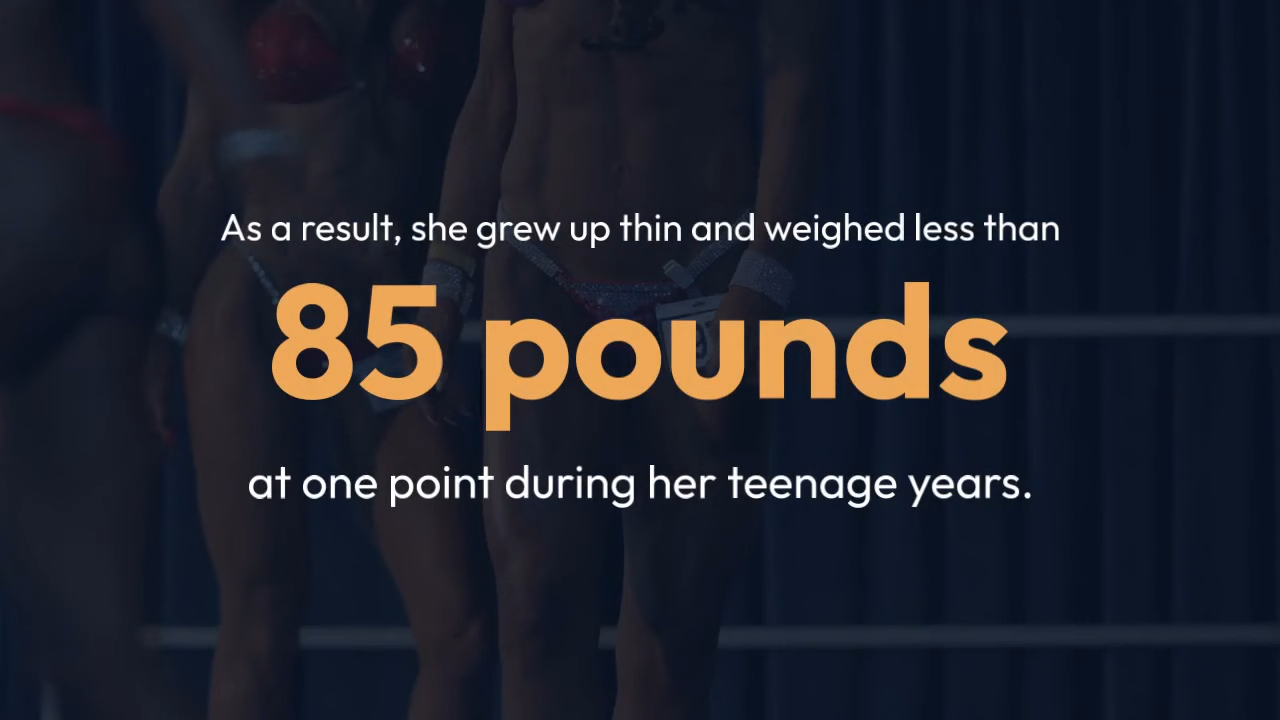 As a result, she grew up thin and weighed less than
85 pounds
at one point during her teenage years.